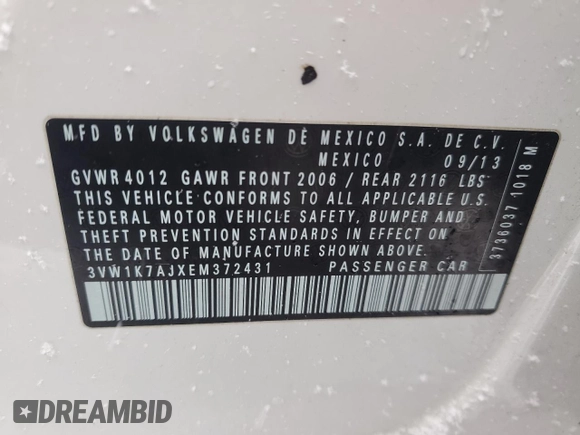 MFD BY VOLKSWAGEN DE MEXICO S.A. DE C.V.
MEXICO 09/13
GVWR 4012 GAWR FRONT 2006 / REAR 2116 LBS
THIS VEHICLE CONFORMS TO ALL APPLICABLE U.S.
FEDERAL MOTOR VEHICLE SAFETY, BUMPER AND
THEFT PREVENTION STANDARDS IN EFFECT ON
THE DATE OF MANUFACTURE SHOWN ABOVE.
3VW1K7AJXEM372431 PASSENGER CAR
3736037 1018 M
DREAMBID